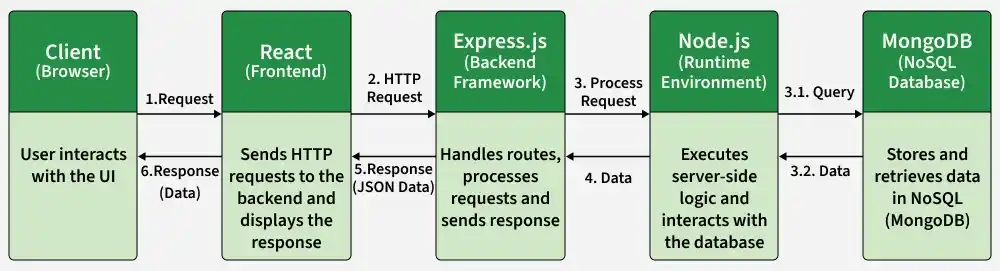 Client
(Browser)
React
(Frontend)
Express.js
(Backend
Framework)
Node.js
(Runtime
Environment)
MongoDB
(NoSQL
Database)
1.Request
2. HTTP
Request
3. Process
Request
3.1. Query
User interacts
with the UI
6.Response
(Data)
Sends HTTP
requests to the
backend and
displays the
response
5.Response
(JSON Data)
Handles routes,
processes
requests and
sends response
4. Data
Executes
server-side
logic and
interacts with
the database
3.2. Data
Stores and
retrieves data
in NoSQL
(MongoDB)